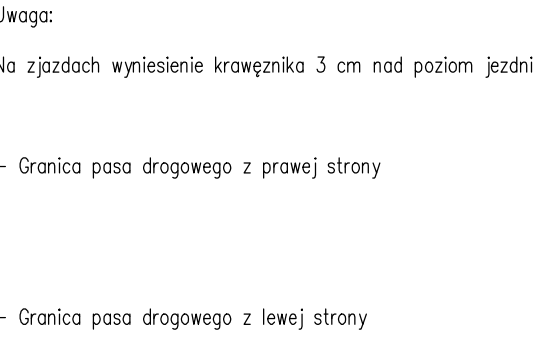 Uwaga:
Na zjazdach wyniesienie krawęznika 3 cm nad poziom jezdni
- Granica pasa drogowego z prawej strony
- Granica pasa drogowego z lewej strony